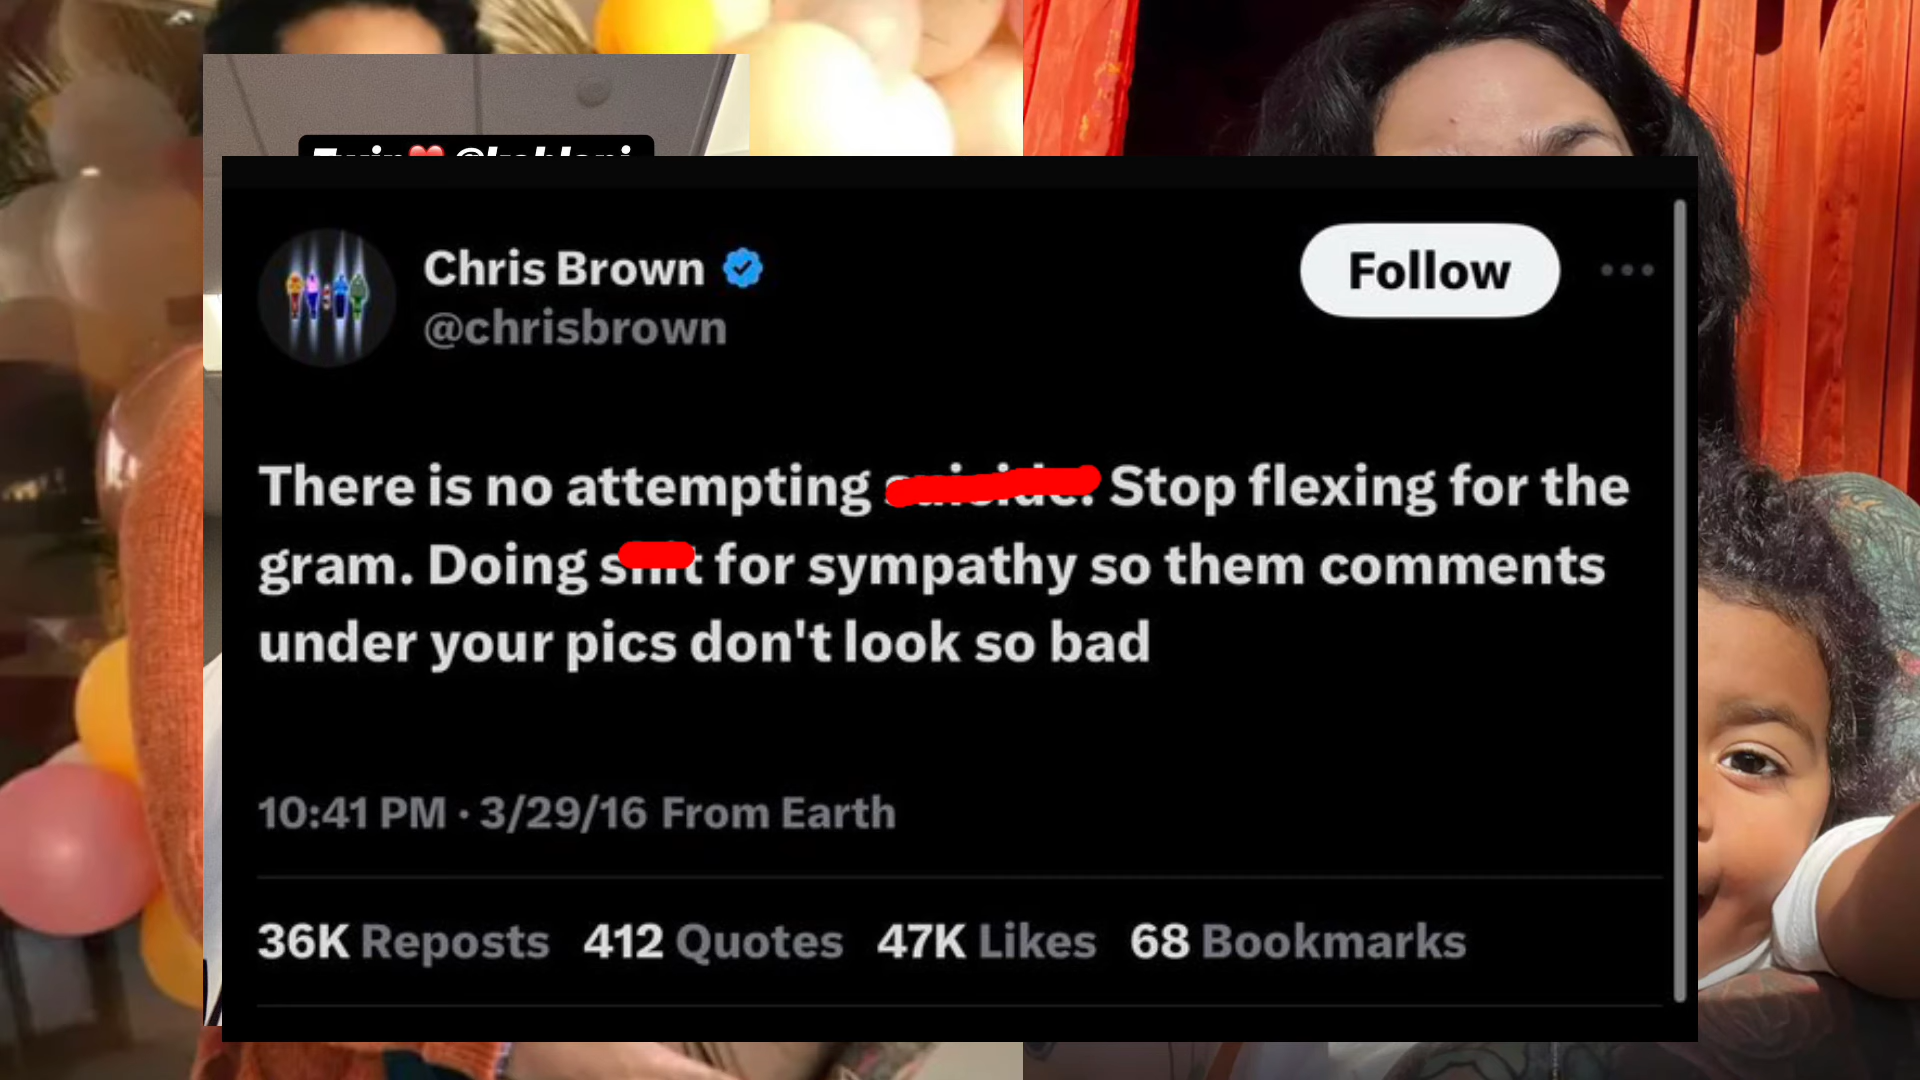 Chris Brown
@chrisbrown
Follow
There is no attempting suicide. Stop flexing for the
gram. Doing shit for sympathy so them comments
under your pics don't look so bad
10:41 PM · 3/29/16 From Earth
36K Reposts 412 Quotes 47K Likes 68 Bookmarks